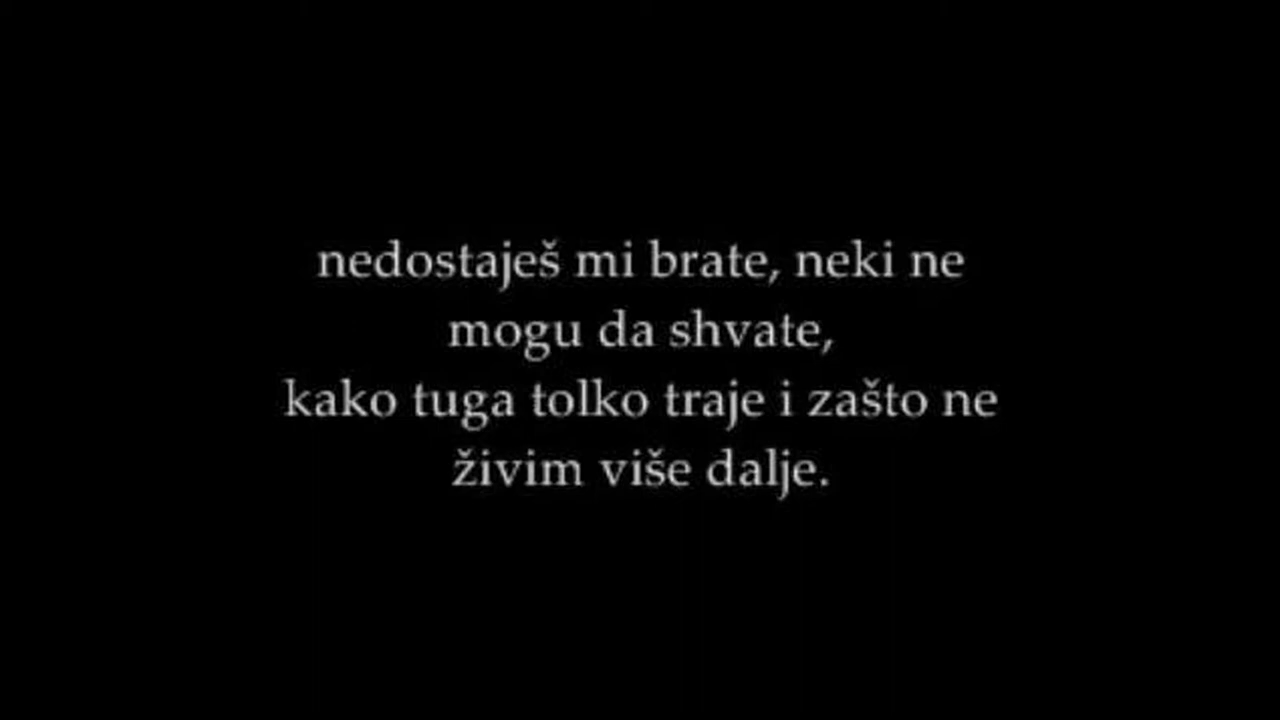 nedostaješ mi brate, neki ne
mogu da shvate,
kako tuga tolko traje i zašto ne
živim više dalje.